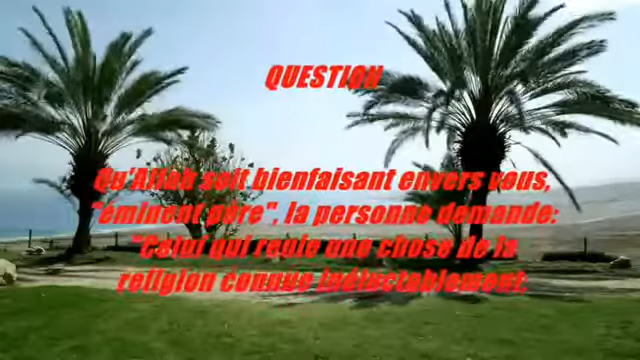 QUESTION
Qu'Allah soit bienfaisant envers vous,
"éminent père", la personne demande:
"Celui qui renie une chose de la
religion connue inéluctablement.